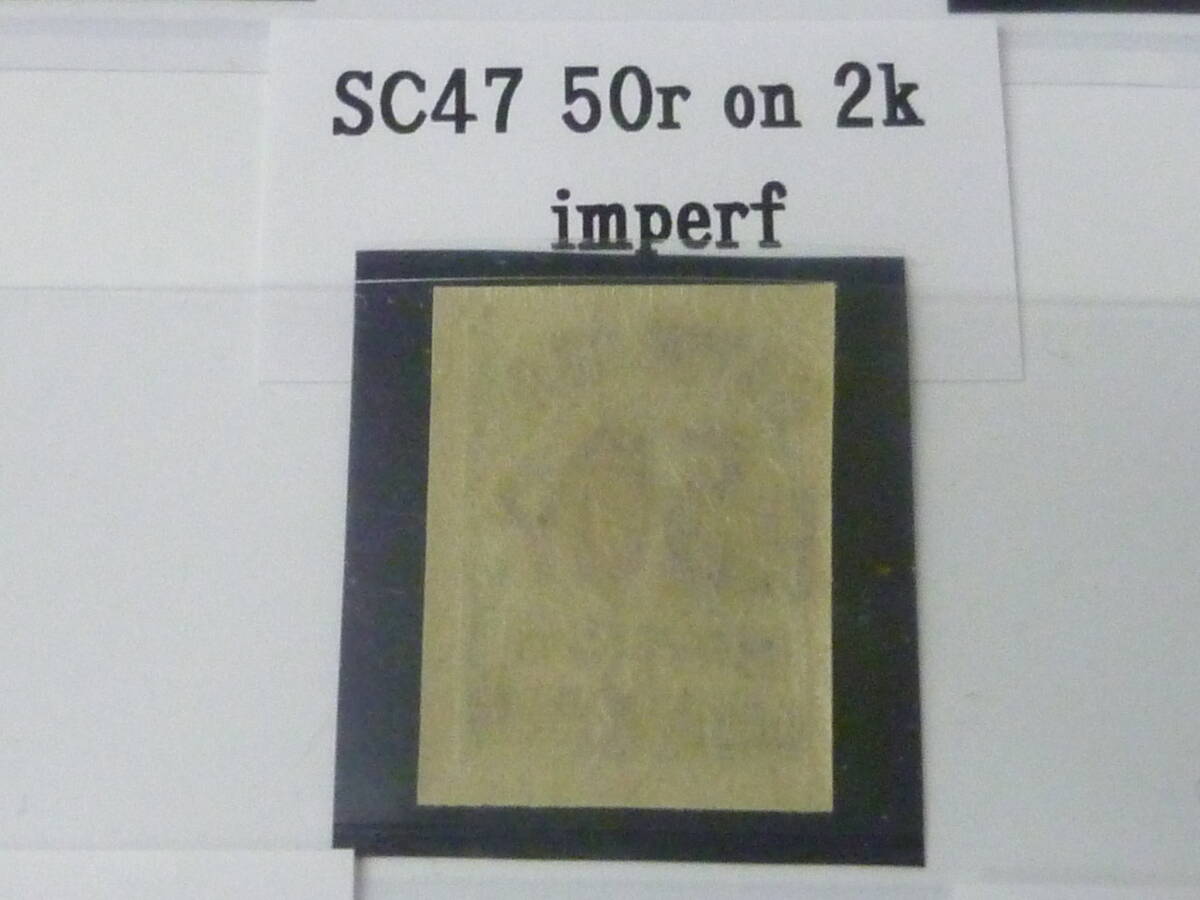 SC47 50r on 2k
imperf